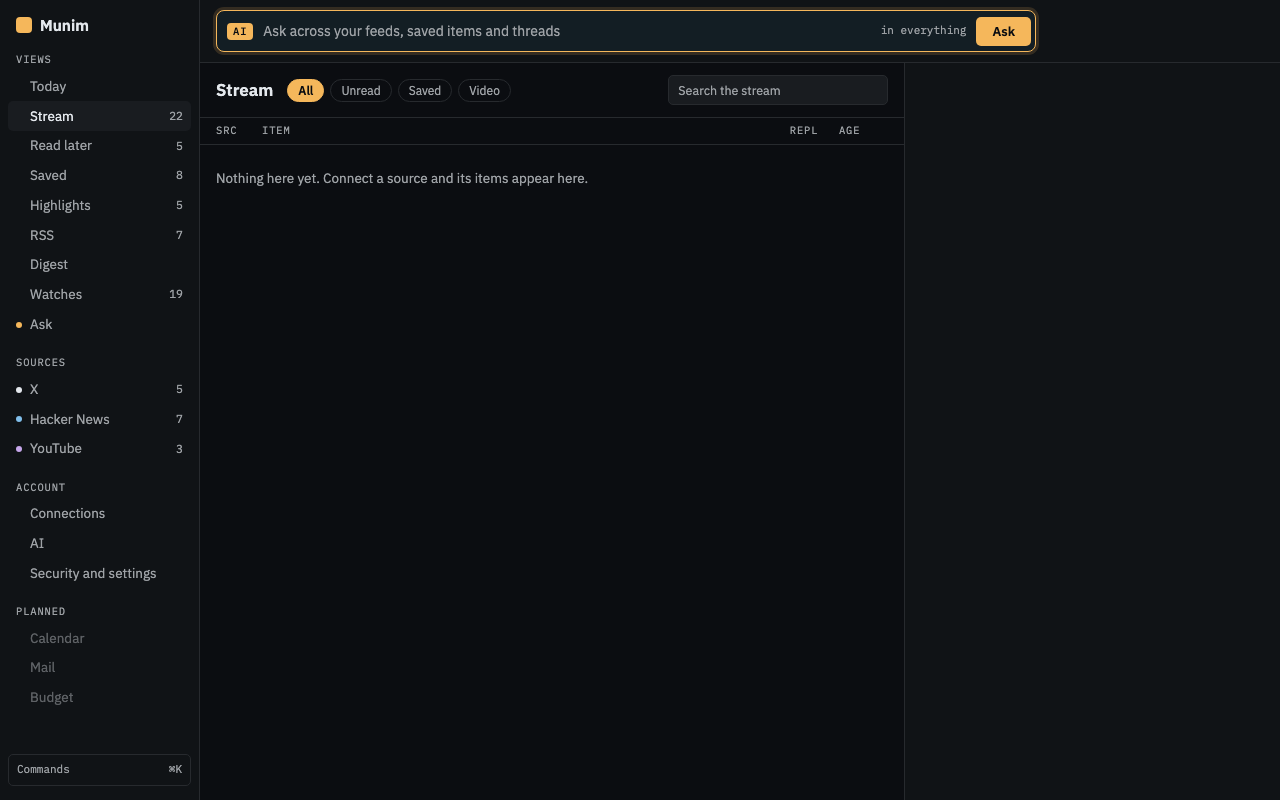 Munim
VIEWS
Today
Stream 22
Read later 5
Saved 8
Highlights 5
RSS 7
Digest
Watches 19
Ask
SOURCES
X 5
Hacker News 7
YouTube 3
ACCOUNT
Connections
AI
Security and settings
PLANNED
Calendar
Mail
Budget
Commands ⌘K
AI Ask across your feeds, saved items and threads in everything Ask
Stream All Unread Saved Video Search the stream
SRC ITEM REPL AGE
Nothing here yet. Connect a source and its items appear here.